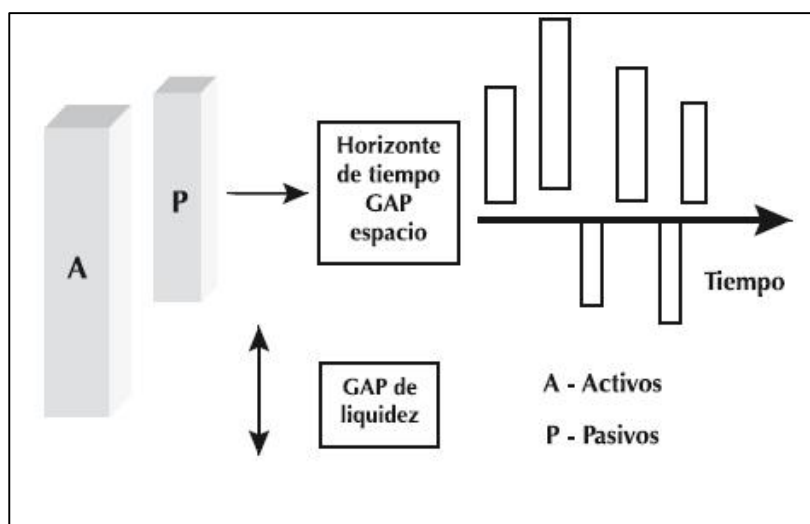 A
P
Horizonte
de tiempo
GAP
espacio
Tiempo
GAP de
liquidez
A - Activos
P - Pasivos